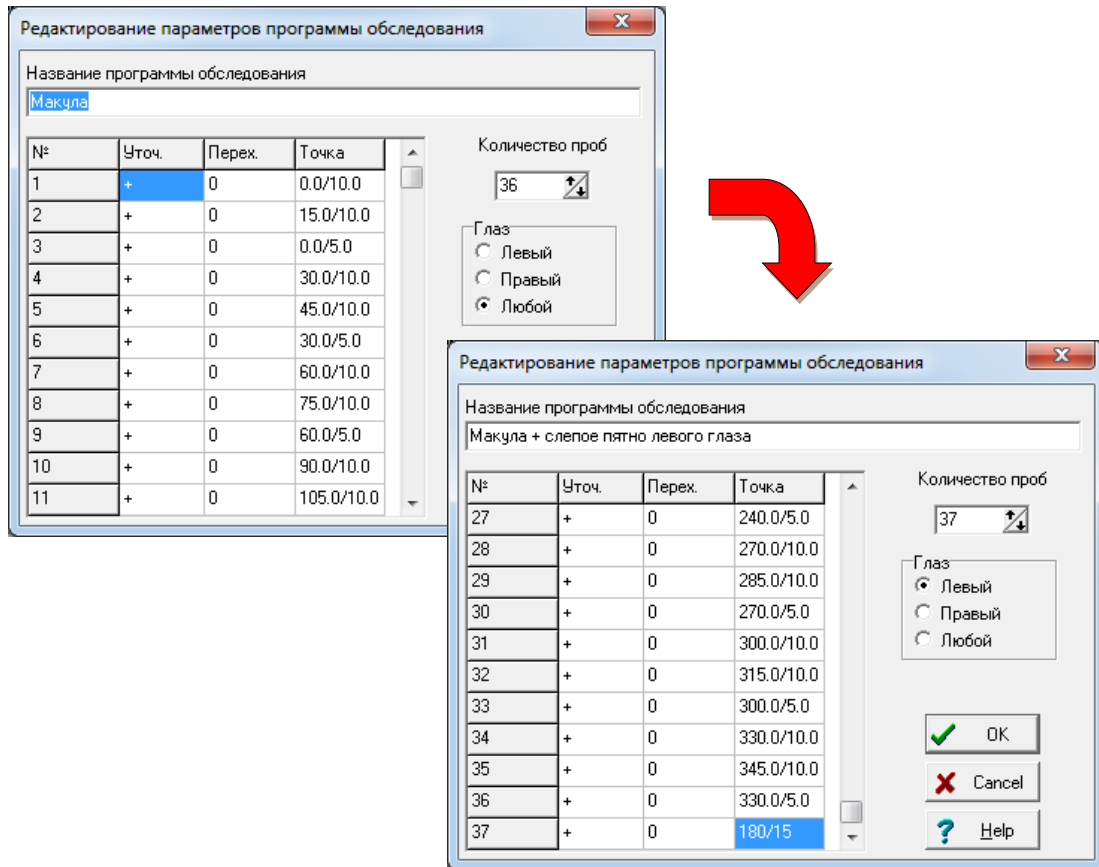 Редактирование параметров программы обследования
Название программы обследования
Макула
№ Уточ. Перех. Точка
1 + 0 0.0/10.0
2 + 0 15.0/10.0
3 + 0 0.0/5.0
4 + 0 30.0/10.0
5 + 0 45.0/10.0
6 + 0 30.0/5.0
7 + 0 60.0/10.0
8 + 0 75.0/10.0
9 + 0 60.0/5.0
10 + 0 90.0/10.0
11 + 0 105.0/10.0
Количество проб
36
Глаз
Левый
Правый
Любой
Редактирование параметров программы обследования
Название программы обследования
Макула + слепое пятно левого глаза
№ Уточ. Перех. Точка
27 + 0 240.0/5.0
28 + 0 270.0/10.0
29 + 0 285.0/10.0
30 + 0 270.0/5.0
31 + 0 300.0/10.0
32 + 0 315.0/10.0
33 + 0 300.0/5.0
34 + 0 330.0/10.0
35 + 0 345.0/10.0
36 + 0 330.0/5.0
37 + 0 180/15
Количество проб
37
Глаз
Левый
Правый
Любой
OK
Cancel
Help